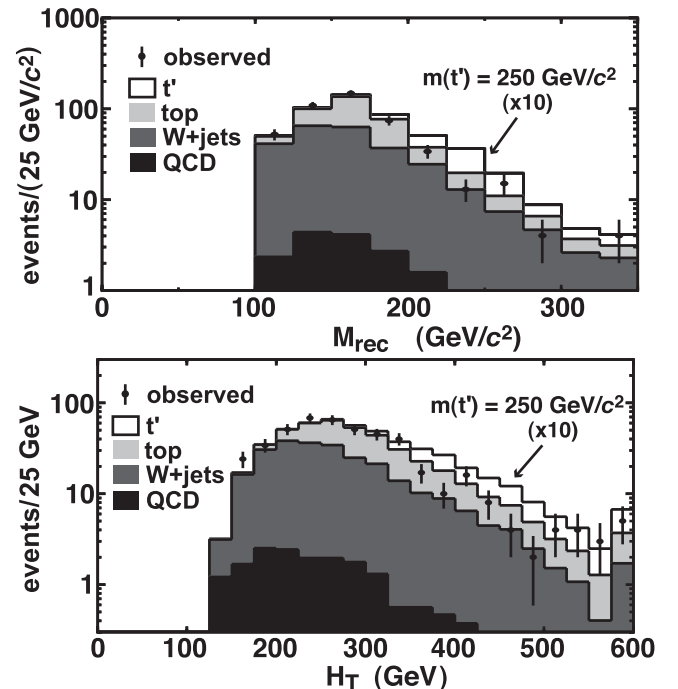 1000
observed
t'
m(t') = 250 GeV/c²
(x10)
100
top
W+jets
QCD
10
1
events/(25 GeV/c²)
0
100
200
300
M_rec (GeV/c²)
observed
t'
m(t') = 250 GeV/c²
(x10)
100
top
W+jets
QCD
10
1
events/25 GeV
0
100
200
300
400
500
600
H_T (GeV)